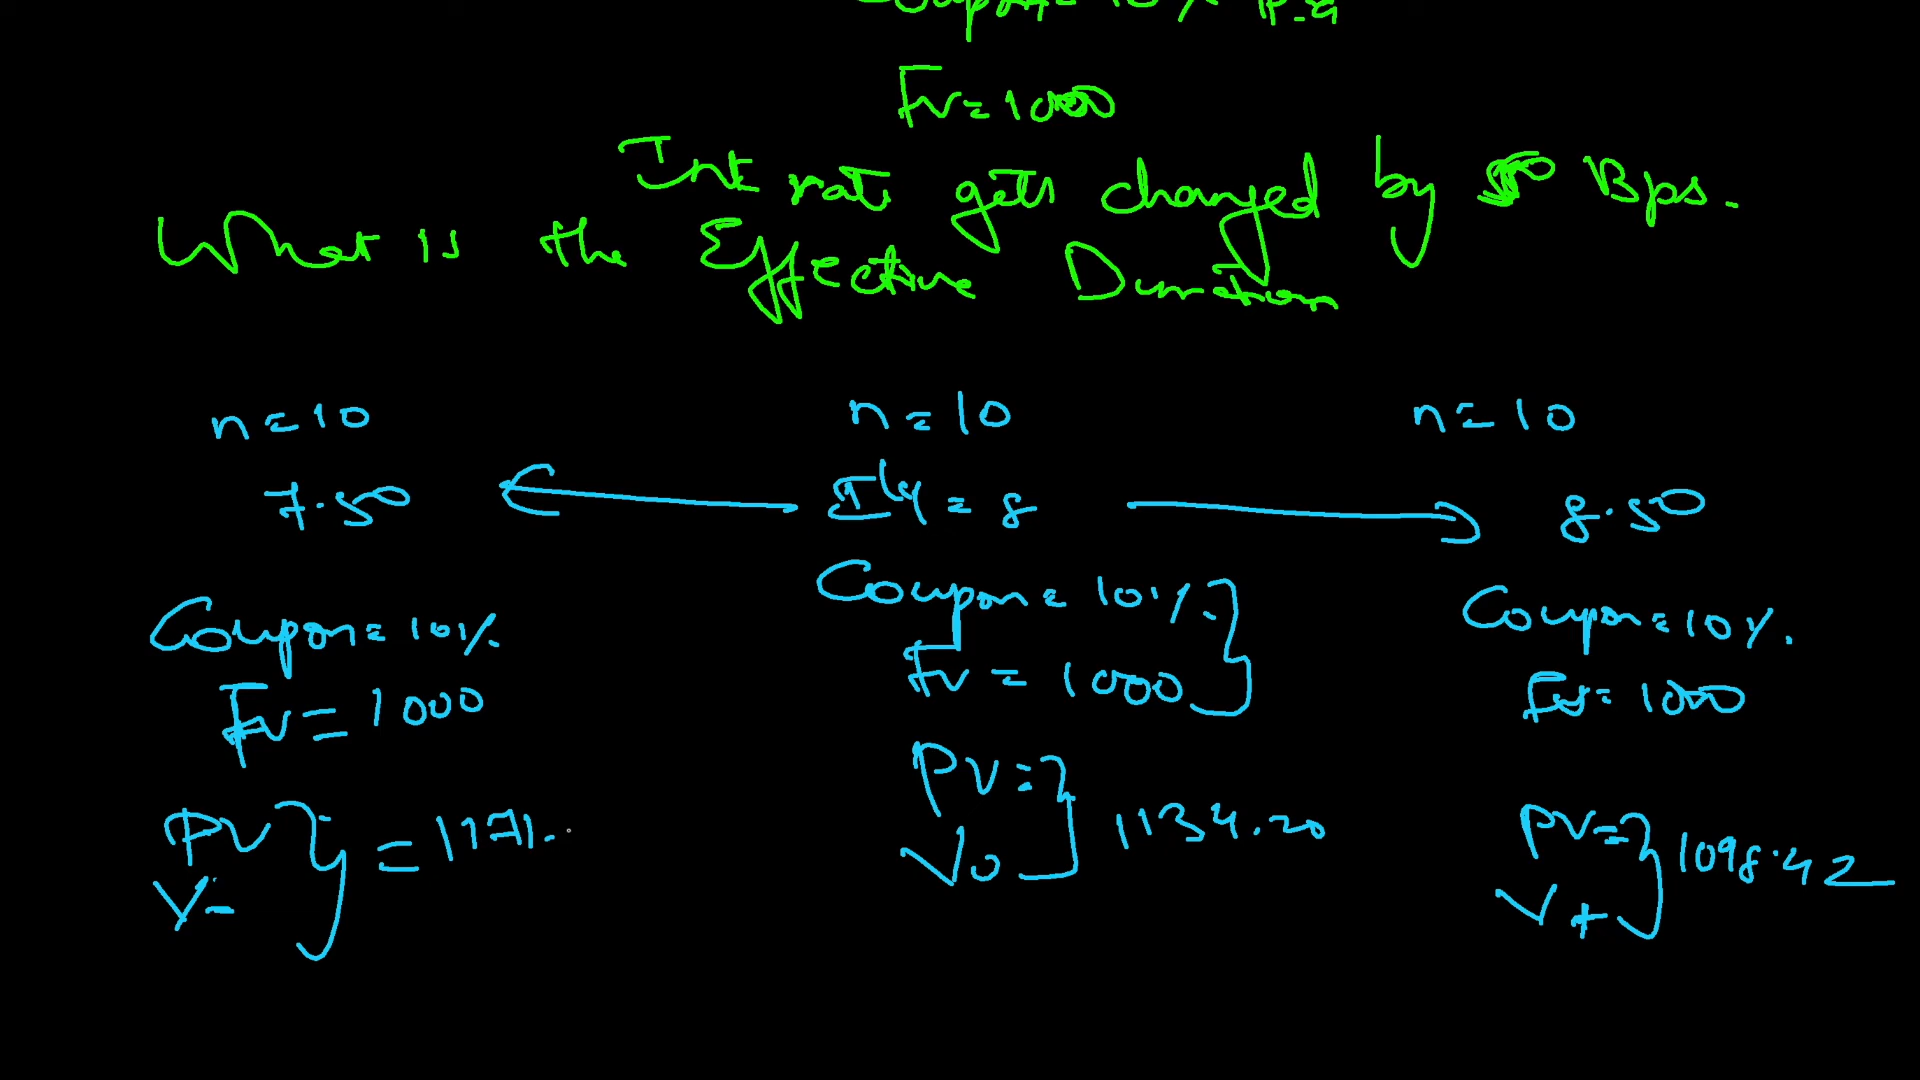 Coupon = 10% P.a
FV = 1000
Int rate gets changed by 50 Bps.
What is the Effective Duration
n = 10
n = 10
n = 10
7.50
I/Y = 8
8.50
Coupon = 10%.
Coupon = 10%.
Coupon = 10%.
FV = 1000
FV = 1000
FV = 1000
PV
V-
= 1171.
PV =
V0
1134.20
PV =
V+
1098.42